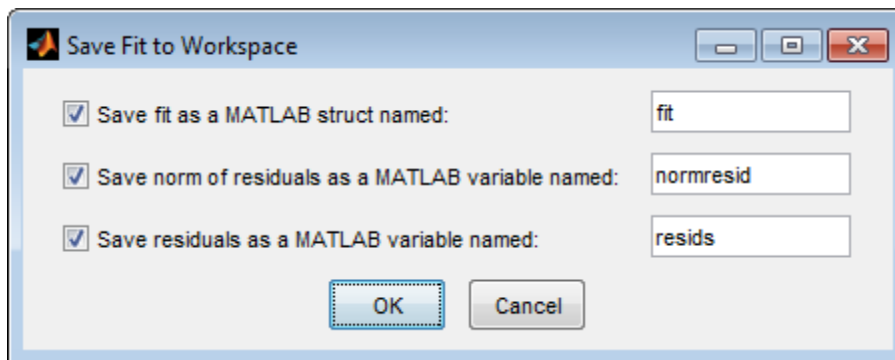 Save Fit to Workspace
Save fit as a MATLAB struct named: fit
Save norm of residuals as a MATLAB variable named: normresid
Save residuals as a MATLAB variable named: resids
OK Cancel